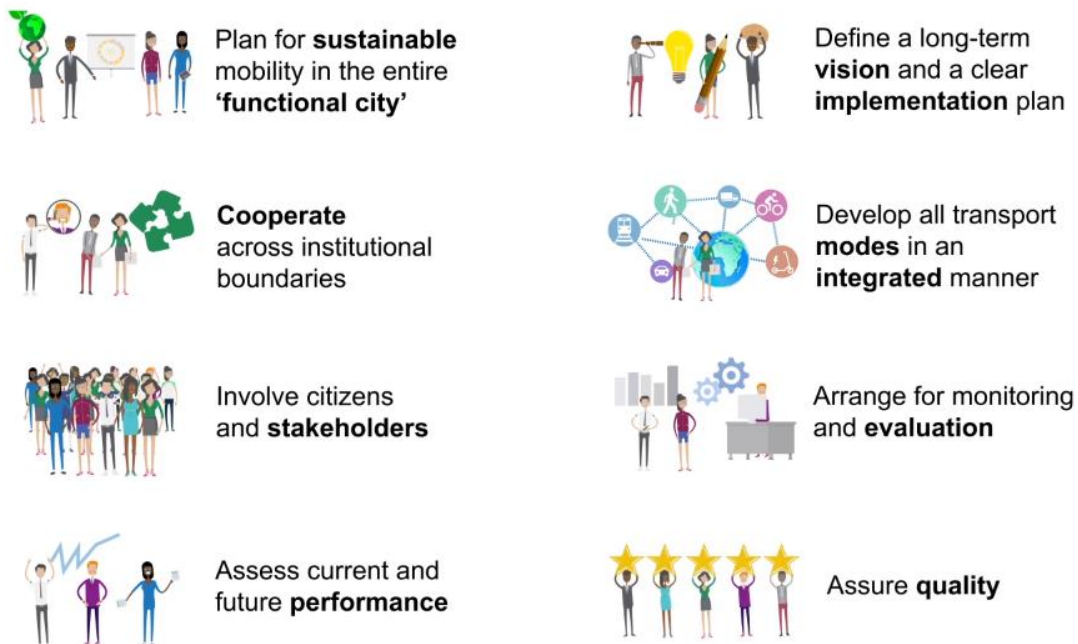 Plan for sustainable
mobility in the entire
‘functional city’
Cooperate
across institutional
boundaries
Involve citizens
and stakeholders
Assess current and
future performance
Define a long-term
vision and a clear
implementation plan
Develop all transport
modes in an
integrated manner
Arrange for monitoring
and evaluation
Assure quality